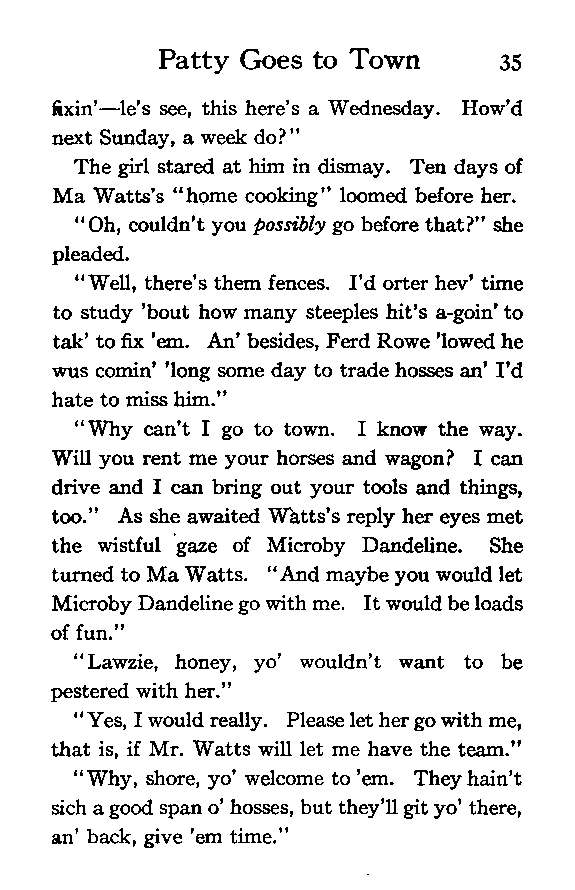 Patty Goes to Town 35
fixin'—le's see, this here's a Wednesday. How'd
next Sunday, a week do?"
The girl stared at him in dismay. Ten days of
Ma Watts's "home cooking" loomed before her.
"Oh, couldn't you possibly go before that?" she
pleaded.
"Well, there's them fences. I'd orter hev' time
to study 'bout how many steeples hit's a-goin' to
tak' to fix 'em. An' besides, Ferd Rowe 'lowed he
wus comin' 'long some day to trade hosses an' I'd
hate to miss him."
"Why can't I go to town. I know the way.
Will you rent me your horses and wagon? I can
drive and I can bring out your tools and things,
too." As she awaited Watts's reply her eyes met
the wistful gaze of Microby Dandeline. She
turned to Ma Watts. "And maybe you would let
Microby Dandeline go with me. It would be loads
of fun."
"Lawzie, honey, yo' wouldn't want to be
pestered with her."
"Yes, I would really. Please let her go with me,
that is, if Mr. Watts will let me have the team."
"Why, shore, yo' welcome to 'em. They hain't
sich a good span o' hosses, but they'll git yo' there,
an' back, give 'em time."